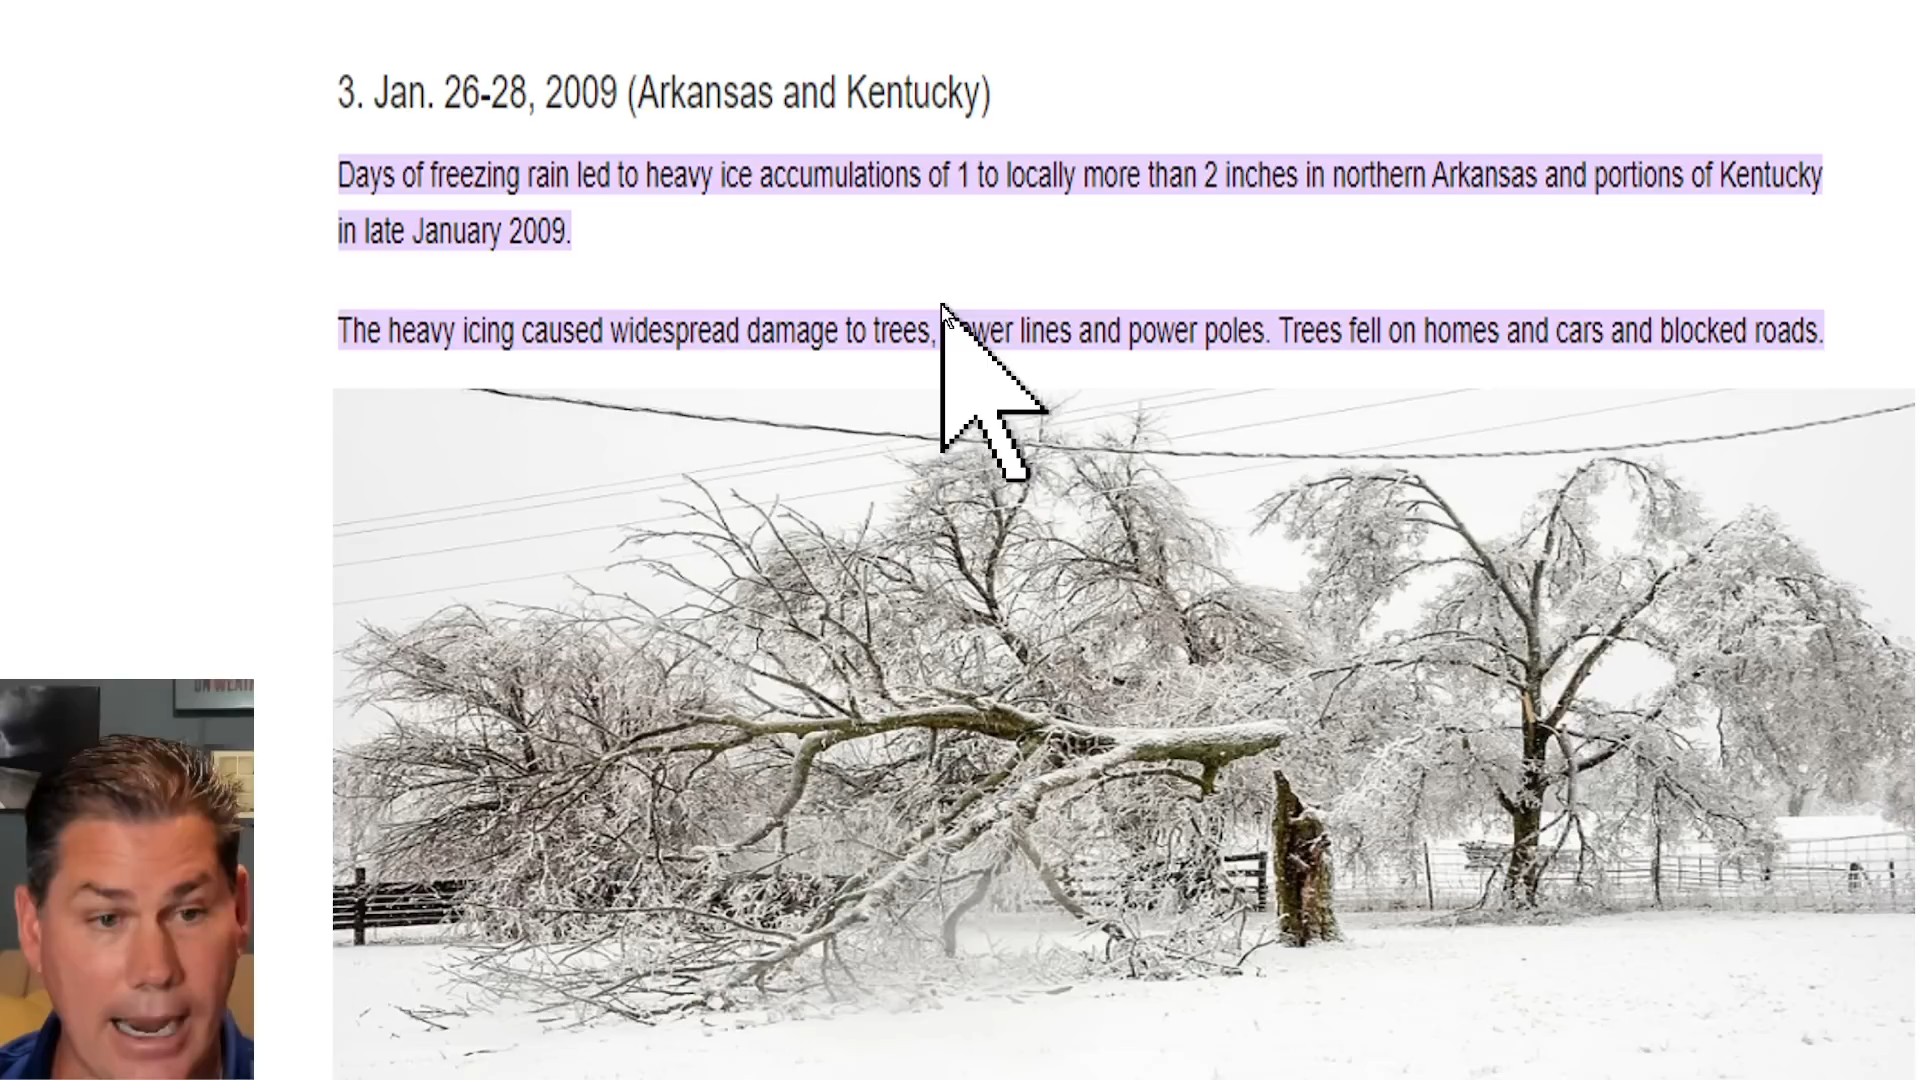 3. Jan. 26-28, 2009 (Arkansas and Kentucky)
Days of freezing rain led to heavy ice accumulations of 1 to locally more than 2 inches in northern Arkansas and portions of Kentucky
in late January 2009.
The heavy icing caused widespread damage to trees, lines and power poles. Trees fell on homes and cars and blocked roads.